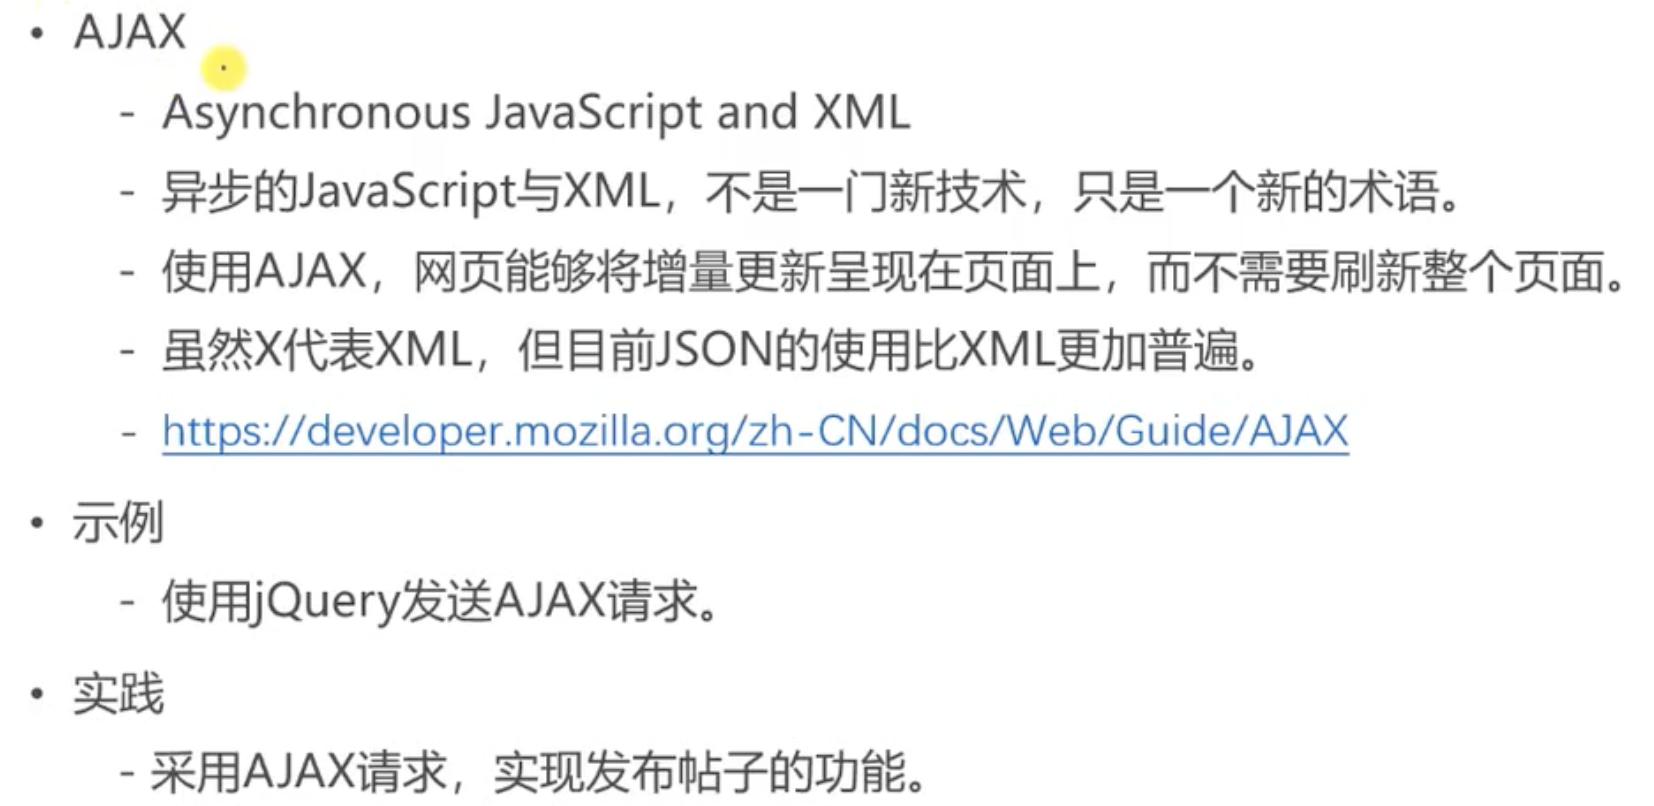 • AJAX
- Asynchronous JavaScript and XML
- 异步的JavaScript与XML，不是一门新技术，只是一个新的术语。
- 使用AJAX，网页能够将增量更新呈现在页面上，而不需要刷新整个页面。
- 虽然X代表XML，但目前JSON的使用比XML更加普遍。
- https://developer.mozilla.org/zh-CN/docs/Web/Guide/AJAX
• 示例
- 使用jQuery发送AJAX请求。
• 实践
- 采用AJAX请求，实现发布帖子的功能。